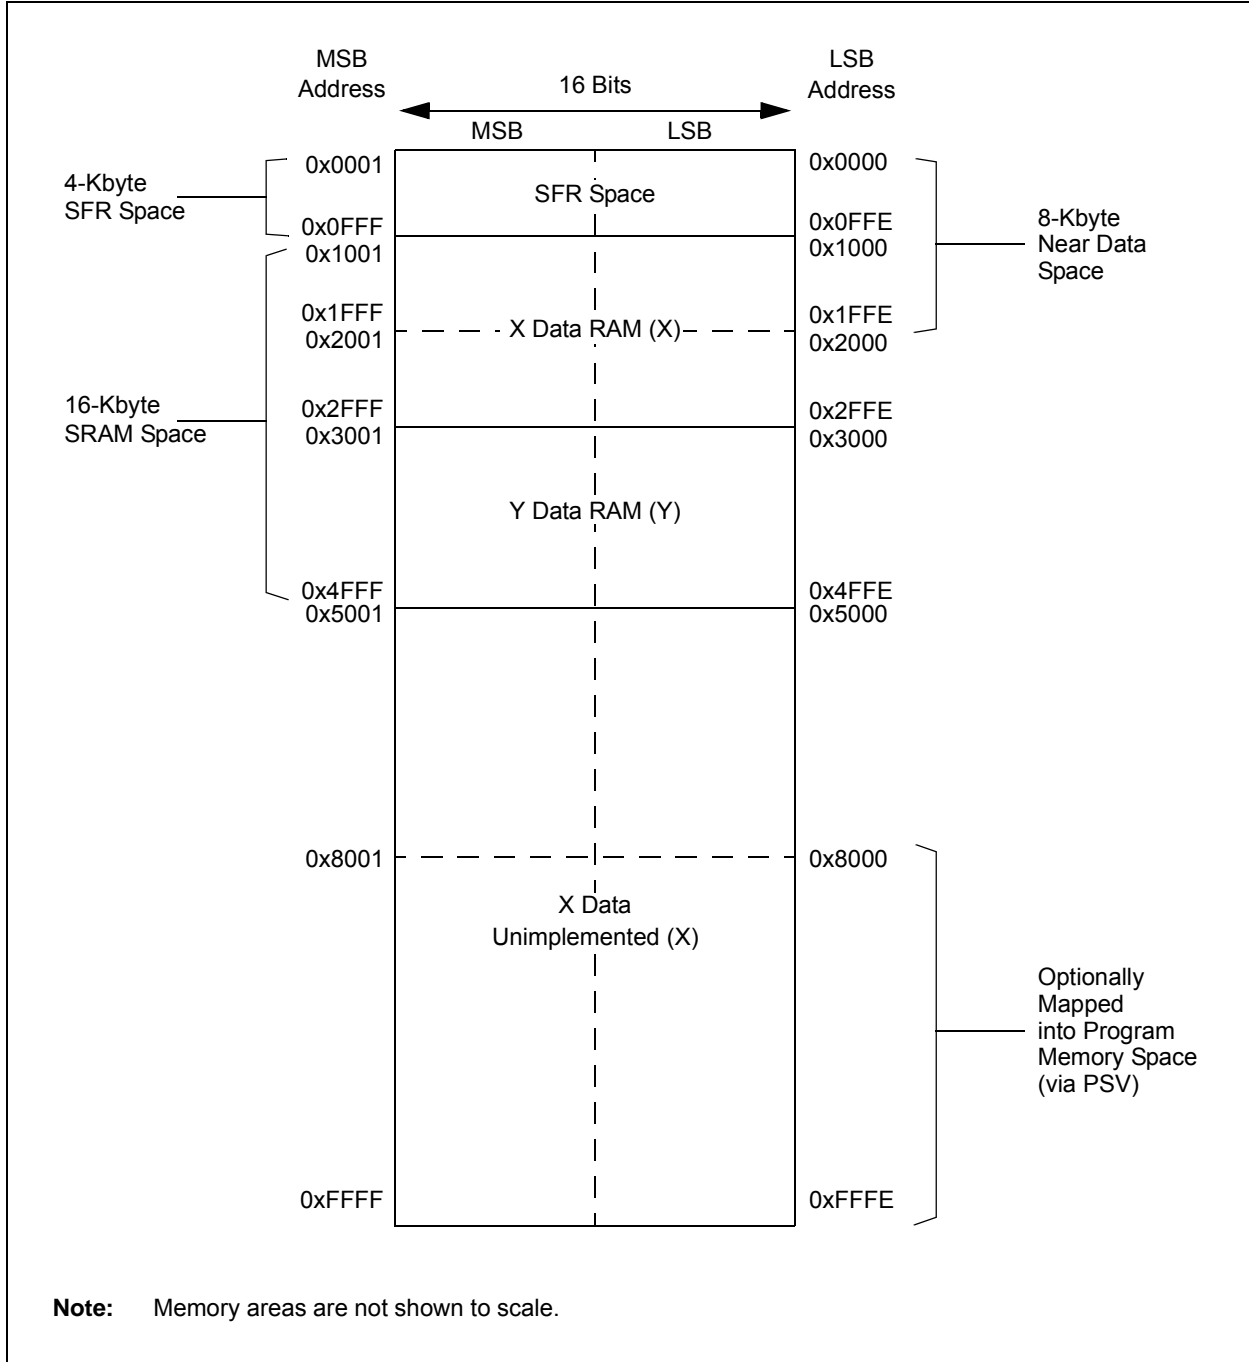 MSB
Address
LSB
Address
16 Bits
MSB
LSB
0x0001
0x0000
4-Kbyte
SFR Space
SFR Space
0x0FFF
0x0FFE
0x1001
0x1000
8-Kbyte
Near Data
Space
0x1FFF
0x1FFE
X Data RAM (X)
0x2001
0x2000
16-Kbyte
SRAM Space
0x2FFF
0x2FFE
0x3001
0x3000
Y Data RAM (Y)
0x4FFF
0x4FFE
0x5001
0x5000
0x8001
0x8000
X Data
Unimplemented (X)
Optionally
Mapped
into Program
Memory Space
(via PSV)
0xFFFF
0xFFFE
Note: Memory areas are not shown to scale.